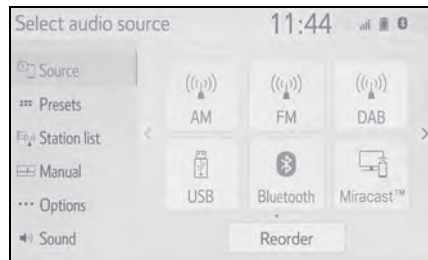 Select audio source 11:44
Source
Presets
Station list
Manual
Options
Sound
AM FM DAB
USB Bluetooth Miracast™
Reorder